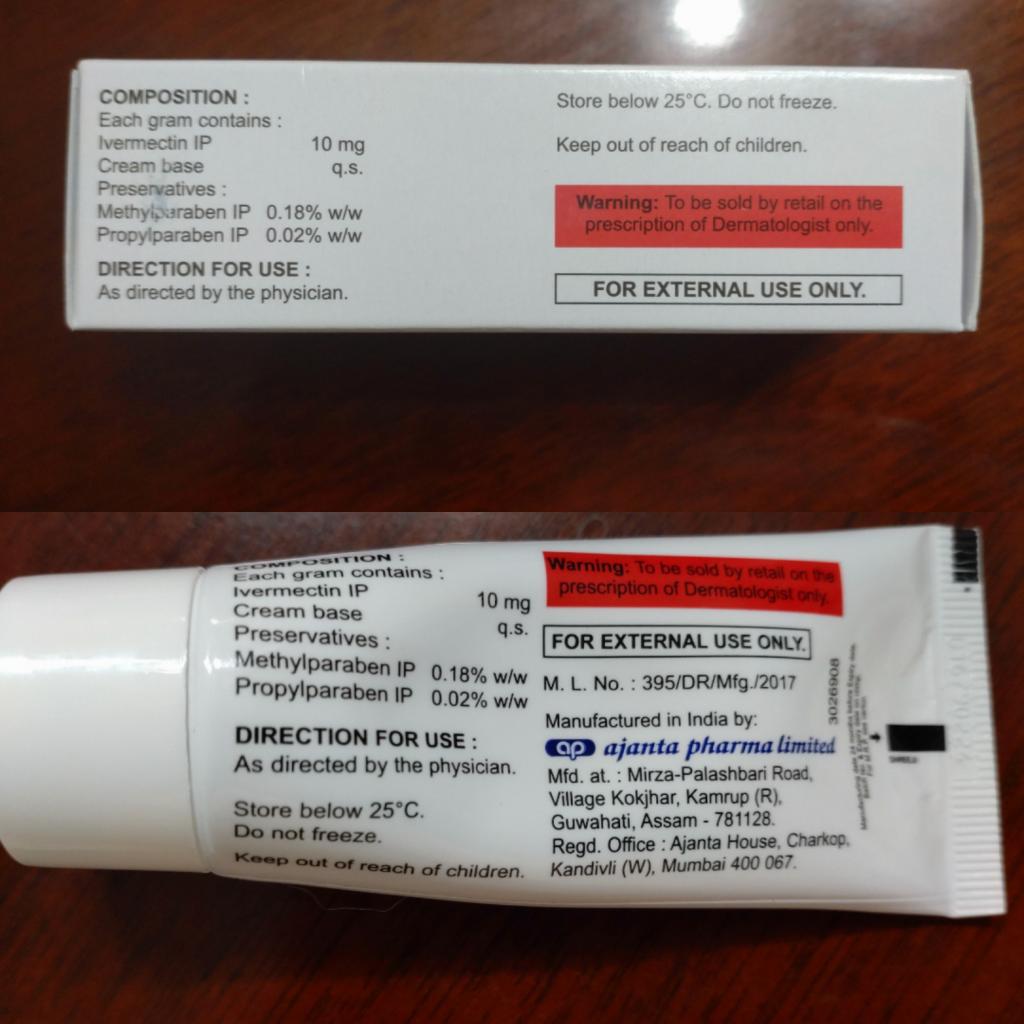 COMPOSITION :
Each gram contains :
Ivermectin IP 10 mg
Cream base q.s.
Preservatives :
Methylparaben IP 0.18% w/w
Propylparaben IP 0.02% w/w
DIRECTION FOR USE :
As directed by the physician.
Store below 25°C. Do not freeze.
Keep out of reach of children.
Warning: To be sold by retail on the
prescription of Dermatologist only.
FOR EXTERNAL USE ONLY.
COMPOSITION :
Each gram contains :
Ivermectin IP 10 mg
Cream base q.s.
Preservatives :
Methylparaben IP 0.18% w/w
Propylparaben IP 0.02% w/w
DIRECTION FOR USE :
As directed by the physician.
Store below 25°C.
Do not freeze.
Keep out of reach of children.
Warning: To be sold by retail on the
prescription of Dermatologist only.
FOR EXTERNAL USE ONLY.
M. L. No. : 395/DR/Mfg./2017
Manufactured in India by:
ap ajanta pharma limited
Mfd. at. : Mirza-Palashbari Road,
Village Kokjhar, Kamrup (R),
Guwahati, Assam - 781128.
Regd. Office : Ajanta House, Charkop,
Kandivli (W), Mumbai 400 067.
3026908